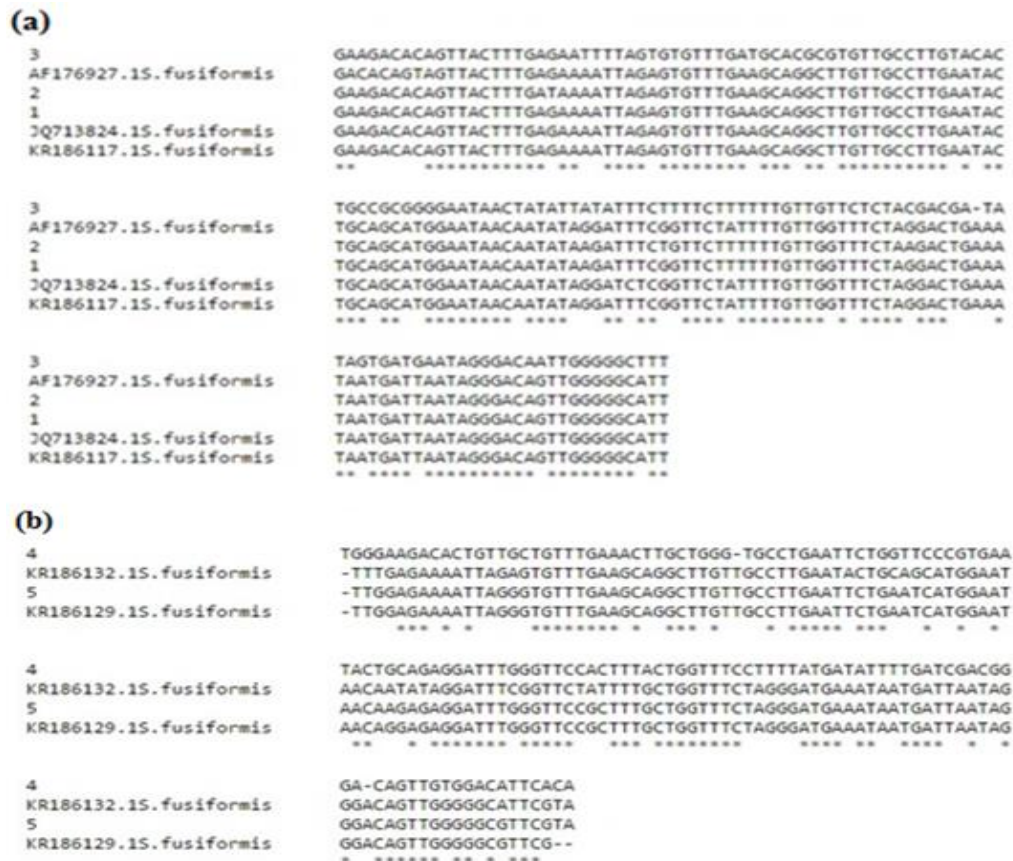 (a)
3 GAAGACACAGTTACTTTGAGAATTTTAGTGTGTTTGATGCACGCGTGTTGCCTTGTACAC
AF176927.1S.fusiformis GACACAGTAGTTACTTTGAGAAAATTAGAGTGTTTGAAGCAGGCTTGTTGCCTTGAATAC
2 GAAGACACAGTTACTTTGATAAAATTAGAGTGTTTGAAGCAGGCTTGTTGCCTTGAATAC
1 GAAGACACAGTTACTTTGAGAAAATTAGAGTGTTTGAAGCAGGCTTGTTGCCTTGAATAC
JQ713824.1S.fusiformis GAAGACACAGTTACTTTGAGAAAATTAGAGTGTTTGAAGCAGGCTTGTTGCCTTGAATAC
KR186117.1S.fusiformis GAAGACACAGTTACTTTGAGAAAATTAGAGTGTTTGAAGCAGGCTTGTTGCCTTGAATAC
** *********** ** **** ******** *** ** ********** * **
3 TGCCGCGGGGAATAACTATATTATATTTCTTTTCTTTTTTGTTGTTCTCTACGACGA-TA
AF176927.1S.fusiformis TGCAGCATGGAATAACAATATAGGATTTCGGTTCTATTTTGTTGGTTTCTAGGACTGAAA
2 TGCAGCATGGAATAACAATATAAGATTTCTGTTCTTTTTTGTTGGTTTCTAAGACTGAAA
1 TGCAGCATGGAATAACAATATAAGATTTCGGTTCTTTTTTGTTGGTTTCTAGGACTGAAA
JQ713824.1S.fusiformis TGCAGCATGGAATAACAATATAGGATCTCGGTTCTATTTTGTTGGTTTCTAGGACTGAAA
KR186117.1S.fusiformis TGCAGCATGGAATAACAATATAGGATTTCGGTTCTATTTTGTTGGTTTCTAGGACTGAAA
*** ** ******** **** ** ** **** ******** * **** *** *
3 TAGTGATGAATAGGGACAATTGGGGGCTTT
AF176927.1S.fusiformis TAATGATTAATAGGGACAGTTGGGGGCATT
2 TAATGATTAATAGGGACAGTTGGGGGCATT
1 TAATGATTAATAGGGACAGTTGGGGGCATT
JQ713824.1S.fusiformis TAATGATTAATAGGGACAGTTGGGGGCATT
KR186117.1S.fusiformis TAATGATTAATAGGGACAGTTGGGGGCATT
** **** ********** ******** **
(b)
4 TGGGAAGACACTGTTGCTGTTTGAAACTTGCTGGG-TGCCTGAATTCTGGTTCCCGTGAA
KR186132.1S.fusiformis -TTTGAGAAAATTAGAGTGTTTGAAGCAGGCTTGTTGCCTTGAATACTGCAGCATGGAAT
5 -TTGGAGAAAATTAGGGTGTTTGAAGCAGGCTTGTTGCCTTGAATTCTGAATCATGGAAT
KR186129.1S.fusiformis -TTGGAGAAAATTAGGGTGTTTGAAGCAGGCTTGTTGCCTTGAATTCTGAATCATGGAAT
*** * * ******** * *** * * ***** *** * * *
4 TACTGCAGAGGATTTGGGTTCCACTTTACTGGTTTCCTTTTATGATATTTTGATCGACGG
KR186132.1S.fusiformis AACAATATAGGATTTCGGTTCTATTTTGCTGGTTTCTAGGGATGAAATAATGATTAATAG
5 AACAAGAGAGGATTTGGGTTCCGCTTTGCTGGTTTCTAGGGATGAAATAATGATTAATAG
KR186129.1S.fusiformis AACAGGAGAGGATTTGGGTTCCGCTTTGCTGGTTTCTAGGGATGAAATAATGATTAATAG
** * ******* ***** *** ******** **** ** **** * *
4 GA-CAGTTGTGGACATTCACA
KR186132.1S.fusiformis GGACAGTTGGGGGCATTCGTA
5 GGACAGTTGGGGGCGTTCGTA
KR186129.1S.fusiformis GGACAGTTGGGGGCGTTCG--
* ****** ** * ***